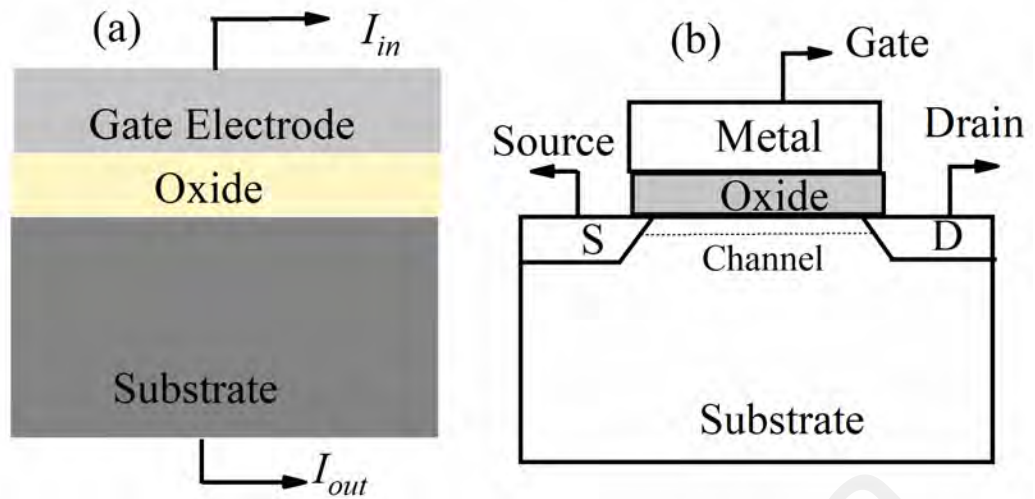 (a)
I_in
Gate Electrode
Oxide
Substrate
I_out
(b)
Gate
Source
Drain
Metal
Oxide
S
D
Channel
Substrate